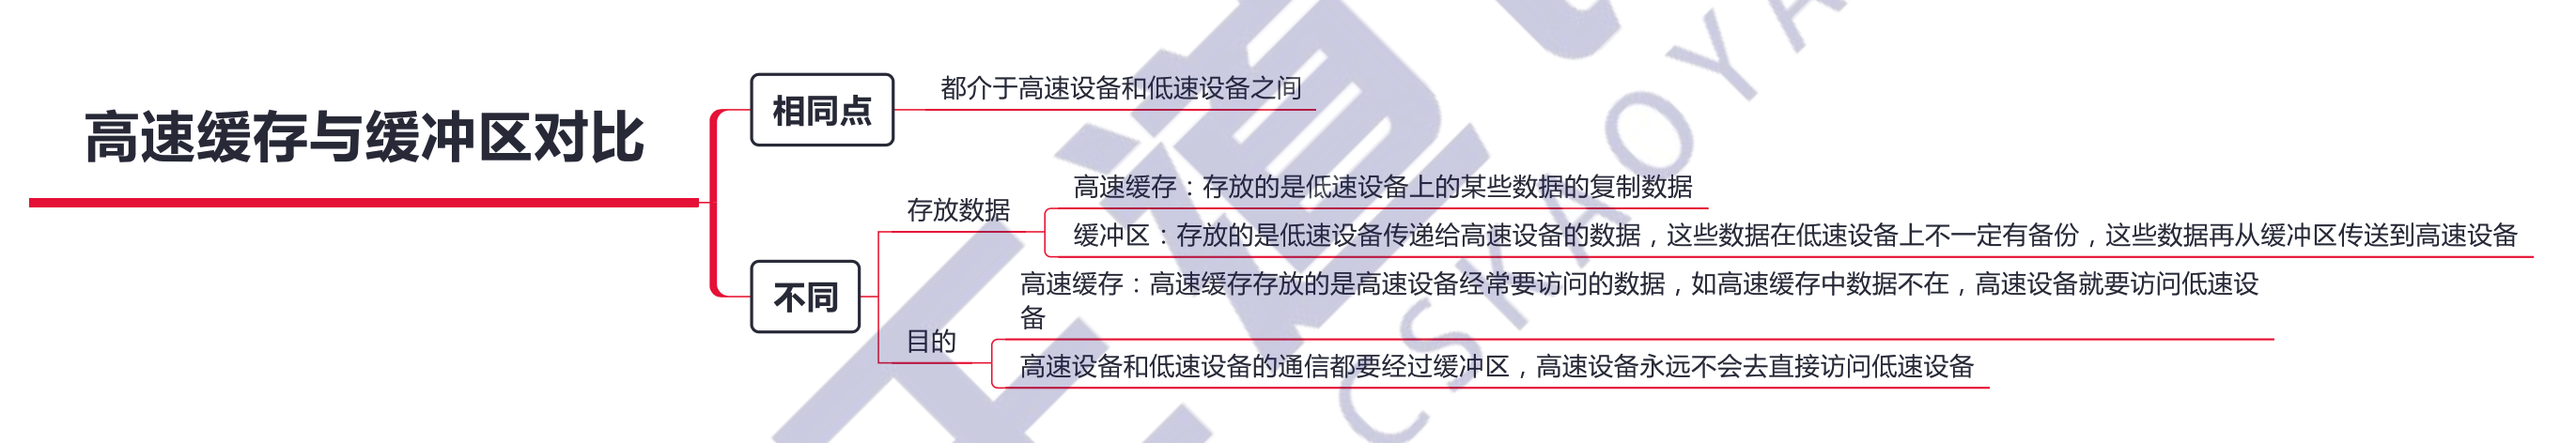 高速缓存与缓冲区对比
相同点
都介于高速设备和低速设备之间
不同
存放数据
高速缓存：存放的是低速设备上的某些数据的复制数据
缓冲区：存放的是低速设备传递给高速设备的数据，这些数据在低速设备上不一定有备份，这些数据再从缓冲区传送到高速设备
目的
高速缓存：高速缓存存放的是高速设备经常要访问的数据，如高速缓存中数据不在，高速设备就要访问低速设
备
高速设备和低速设备的通信都要经过缓冲区，高速设备永远不会去直接访问低速设备
CSKAOYA